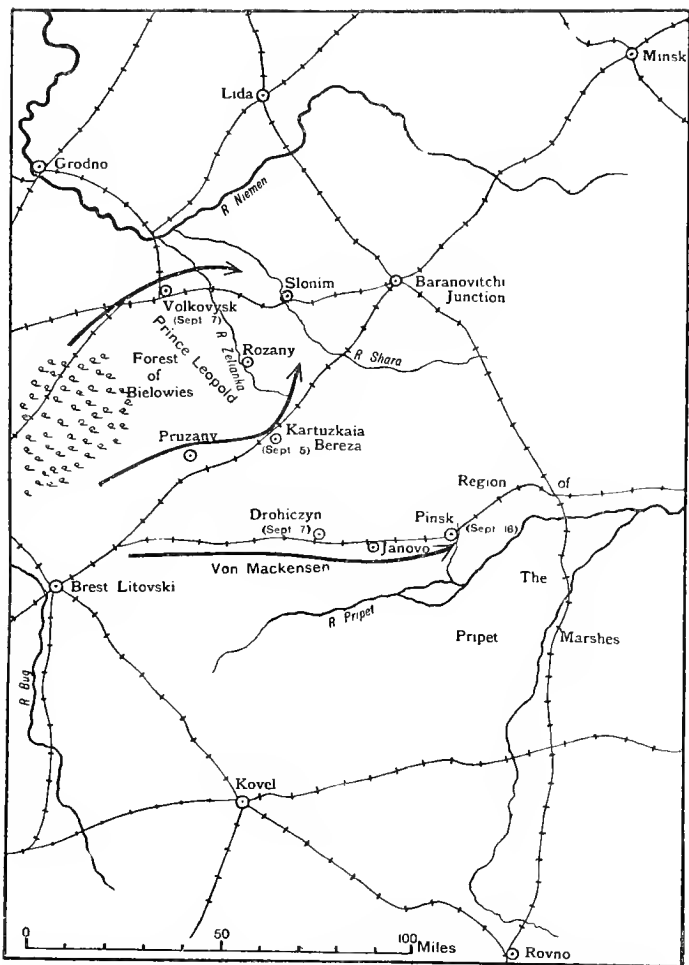 Minsk
Lida
Grodno
R Niemen
Slonim
Baranovitchi
Junction
Volkovysk
(Sept 7)
Prince Leopold
R Zelianka
Rozany
R Shara
Forest
of
Bielowies
Pruzany
Kartuzkaia
(Sept 5) Bereza
Region of
Drohiczyn
(Sept 7)
Pinsk
(Sept 16)
Janovo
Von Mackensen
The
Brest Litovski
R Pripet
Pripet
Marshes
R Bug
Kovel
0 50 100 Miles
Rovno